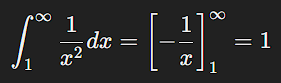 ∫₁^∞ 1/x² dx = [−1/x]₁^∞ = 1